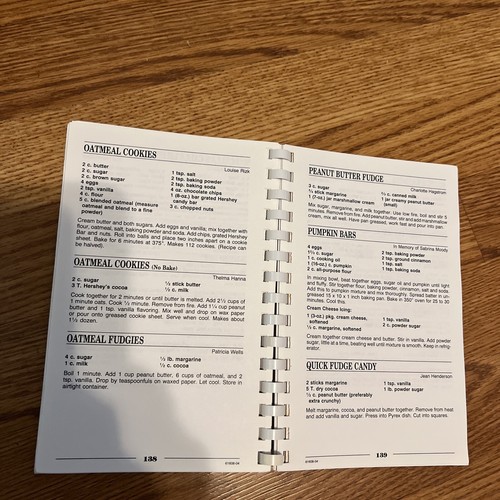 OATMEAL COOKIES
Louise Rizk
2 c. butter
2 c. sugar
2 c. brown sugar
4 eggs
2 tsp. vanilla
4 c. flour
5 c. blended oatmeal (measure
oatmeal and blend to a fine
powder)
1 tsp. salt
2 tsp. baking powder
2 tsp. baking soda
4 oz. chocolate chips
1 (8-oz.) bar grated Hershey
candy bar
3 c. chopped nuts
Cream butter and both sugars. Add eggs and vanilla; mix together with
flour, oatmeal, salt, baking powder and soda. Add chips, grated Hershey
Bar and nuts. Roll into balls and place two inches apart on a cookie
sheet. Bake for 6 minutes at 375°. Makes 112 cookies. (Recipe can
be halved).
OATMEAL COOKIES (No Bake)
Thelma Hanna
2 c. sugar
3 T. Hershey's cocoa
½ stick butter
½ c. milk
Cook together for 2 minutes or until butter is melted. Add 2½ cups of
1 minute oats. Cook ½ minute. Remove from fire. Add 1¼ cup peanut
butter and 1 tsp. vanilla flavoring. Mix well and drop on wax paper
or pour onto greased cookie sheet. Serve when cool. Makes about
1½ dozen.
OATMEAL FUDGIES
Patricia Wells
4 c. sugar
1 c. milk
½ lb. margarine
½ c. cocoa
Boil 1 minute. Add 1 cup peanut butter, 6 cups of oatmeal, and 2
tsp. vanilla. Drop by teaspoonfuls on waxed paper. Let cool. Store in
airtight container.
138
PEANUT BUTTER FUDGE
Charlotte Hagstrom
3 c. sugar
½ stick margarine
1 (7-oz.) jar marshmallow cream
¾ c. canned milk
1 jar creamy peanut butter
(small)
Mix sugar, margarine, and milk together. Use low fire, boil and stir 5
minutes. Remove from fire. Add peanut butter, stir and add marshmallow
cream, mix all well. Have pan greased, work fast and pour into pan.
PUMPKIN BARS
In Memory of Sabrina Moody
4 eggs
1⅔ c. sugar
1 c. cooking oil
1 (16-oz.) c. pumpkin
2 c. all-purpose flour
2 tsp. baking powder
2 tsp. ground cinnamon
1 tsp. salt
1 tsp. baking soda
In mixing bowl, beat together eggs, sugar, oil and pumpkin until light
and fluffy. Stir together flour, baking powder, cinnamon, salt, and soda.
Add this to pumpkin mixture and mix thoroughly. Spread batter in un-
greased 15 x 10 x 1 inch baking pan. Bake in 350° oven for 25 to 30
minutes. Cool this.
Cream Cheese Icing:
1 (3-oz.) pkg. cream cheese,
softened
½ c. margarine, softened
1 tsp. vanilla
2 c. powder sugar
Cream together cream cheese and butter. Stir in vanilla. Add powder
sugar, little at a time, beating well until mixture is smooth. Keep in refrig-
erator.
QUICK FUDGE CANDY
Jean Henderson
2 sticks margarine
5 T. dry cocoa
½ c. peanut butter (preferably
extra crunchy)
1 tsp. vanilla
1 lb. powder sugar
Melt margarine, cocoa, and peanut butter together. Remove from heat
and add vanilla and sugar. Press into Pyrex dish. Cut into squares.
139